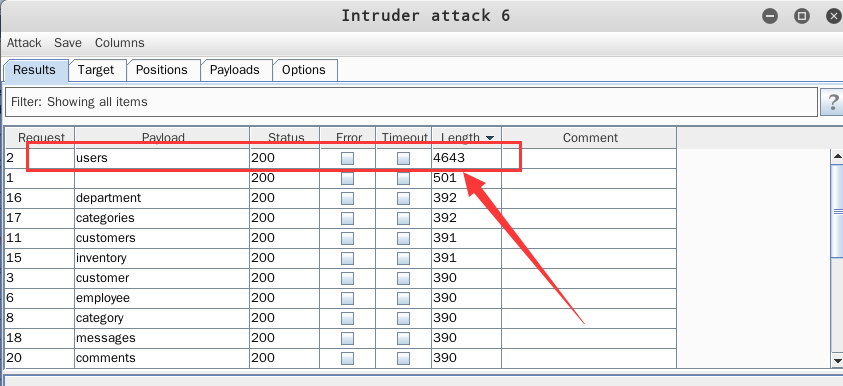 Intruder attack 6
Attack Save Columns
Results Target Positions Payloads Options
Filter: Showing all items ?
Request Payload Status Error Timeout Length Comment
2 users 200 4643
1 200 501
16 department 200 392
17 categories 200 392
11 customers 200 391
15 inventory 200 391
3 customer 200 390
6 employee 200 390
8 category 200 390
18 messages 200 390
20 comments 200 390